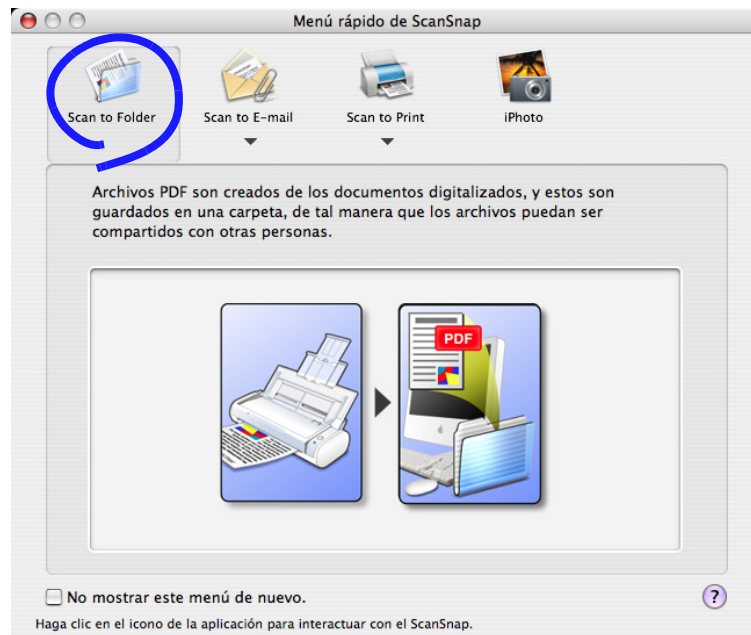 Menú rápido de ScanSnap
Scan to Folder
Scan to E-mail
Scan to Print
iPhoto
Archivos PDF son creados de los documentos digitalizados, y estos son
guardados en una carpeta, de tal manera que los archivos puedan ser
compartidos con otras personas.
PDF
No mostrar este menú de nuevo.
?
Haga clic en el icono de la aplicación para interactuar con el ScanSnap.